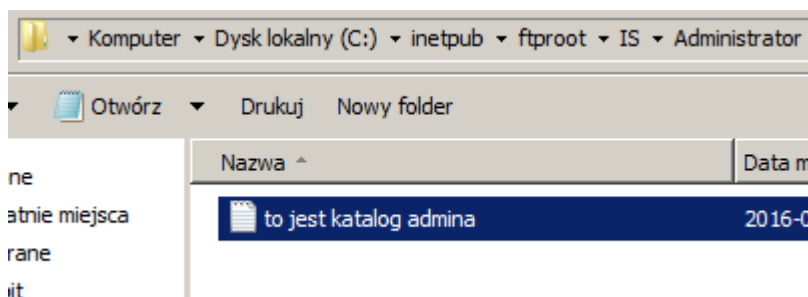 Komputer Dysk lokalny (C:) inetpub ftproot IS Administrator
Otwórz Drukuj Nowy folder
Nazwa Data m
ne
atnie miejsca
to jest katalog admina 2016-0
rane
it